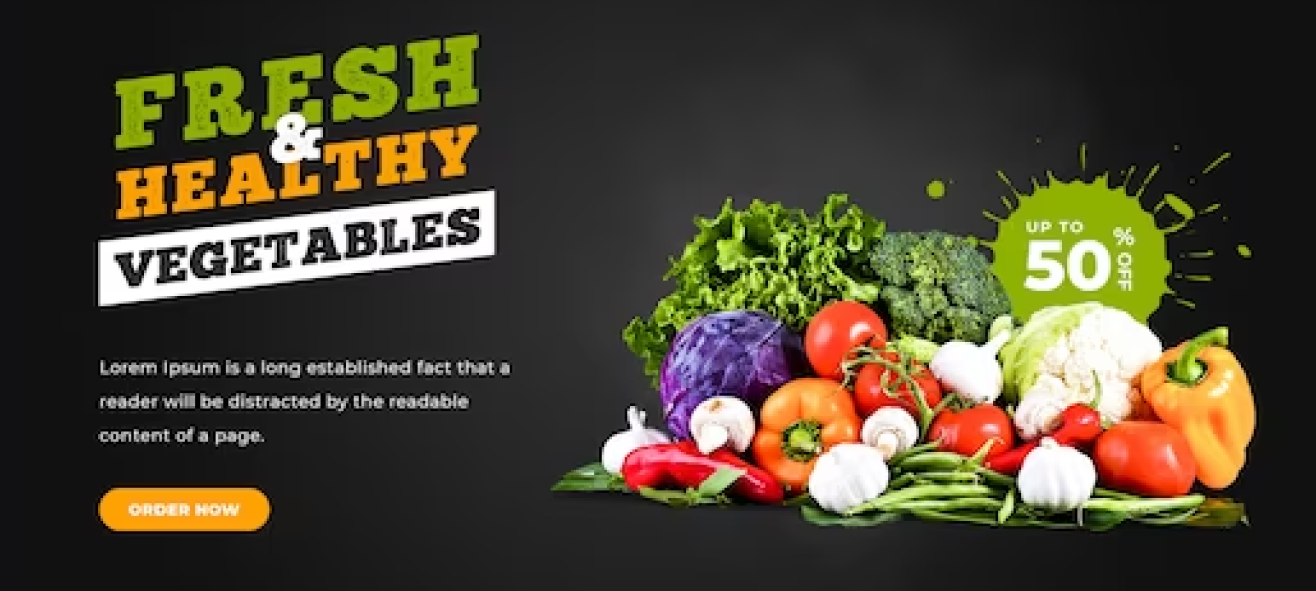 FRESH
&
HEALTHY
VEGETABLES
Lorem Ipsum is a long established fact that a
reader will be distracted by the readable
content of a page.
ORDER NOW
UP TO
50% OFF